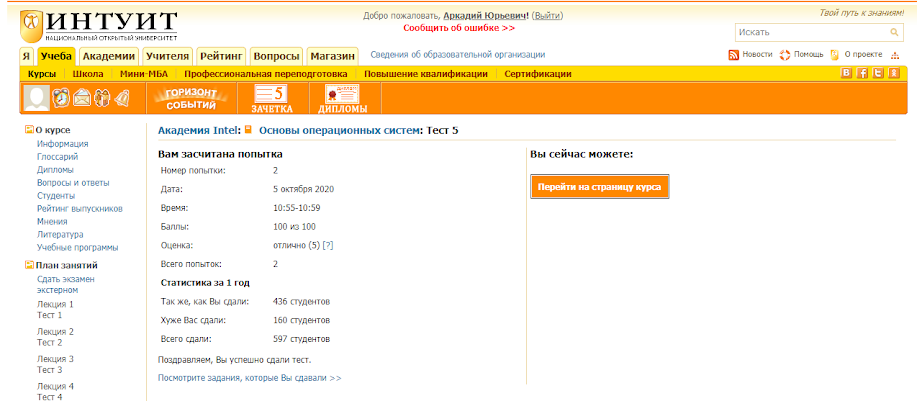 ИНТУИТ
НАЦИОНАЛЬНЫЙ ОТКРЫТЫЙ УНИВЕРСИТЕТ
Добро пожаловать, Аркадий Юрьевич! (Выйти)
Сообщить об ошибке >>
Твой путь к знаниям!
Искать
Я Учеба Академии Учителя Рейтинг Вопросы Магазин Сведения об образовательной организации
Новости Помощь О проекте
Курсы Школа Мини-МБА Профессиональная переподготовка Повышение квалификации Сертификации
ГОРИЗОНТ СОБЫТИЙ
5 ЗАЧЕТКА
ДИПЛОМ
ДИПЛОМЫ
О курсе
Информация
Глоссарий
Дипломы
Вопросы и ответы
Студенты
Рейтинг выпускников
Мнения
Литература
Учебные программы
План занятий
Сдать экзамен
экстерном
Лекция 1
Тест 1
Лекция 2
Тест 2
Лекция 3
Тест 3
Лекция 4
Тест 4
Академия Intel: Основы операционных систем: Тест 5
Вам засчитана попытка
Номер попытки: 2
Дата: 5 октября 2020
Время: 10:55-10:59
Баллы: 100 из 100
Оценка: отлично (5) [?]
Всего попыток: 2
Статистика за 1 год
Так же, как Вы сдали: 436 студентов
Хуже Вас сдали: 160 студентов
Всего сдали: 597 студентов
Поздравляем, Вы успешно сдали тест.
Посмотрите задания, которые Вы сдавали >>
Вы сейчас можете:
Перейти на страницу курса